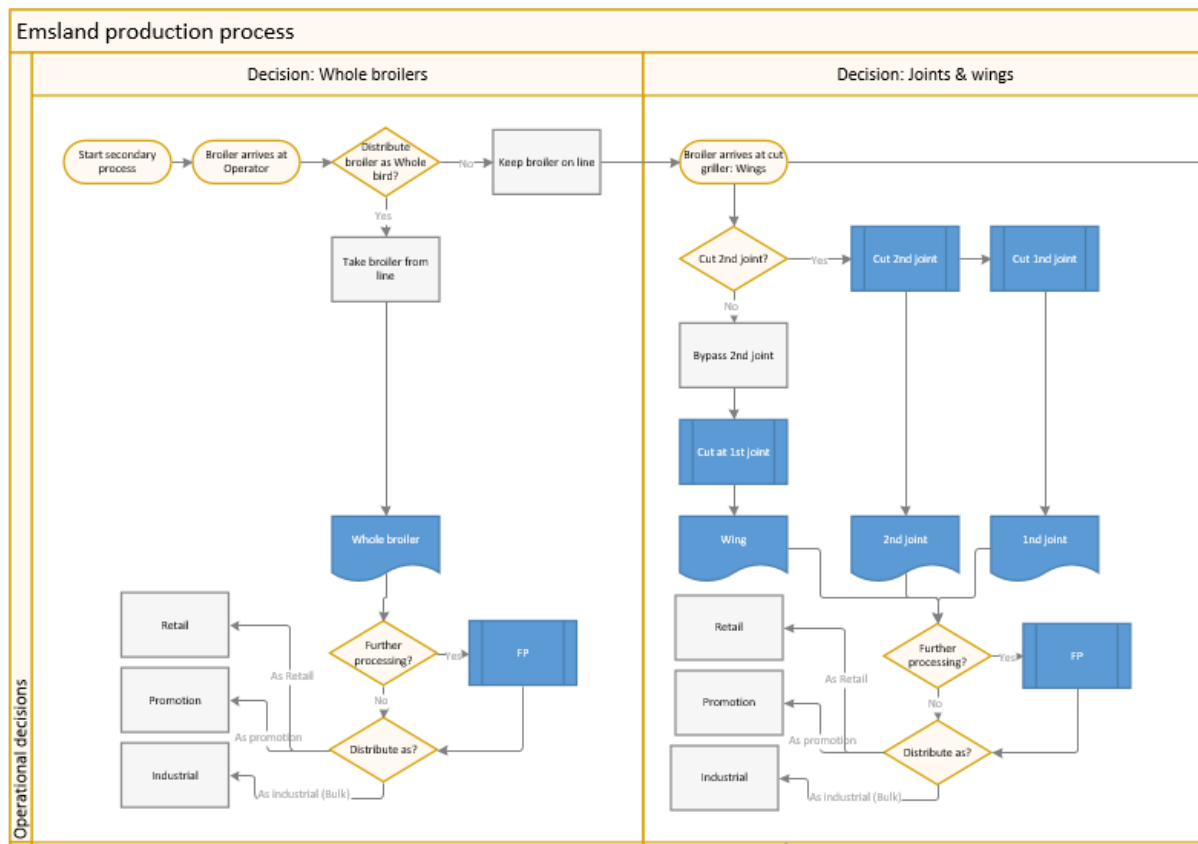 Emsland production process
Decision: Whole broilers
Decision: Joints & wings
Operational decisions
Start secondary
process
Broiler arrives at
Operator
Distribute
broiler as Whole
bird?
No
Keep broiler on line
Yes
Take broiler from
line
Whole broiler
Further
processing?
Yes
FP
No
Distribute as?
As Retail
Retail
As promotion
Promotion
As industrial (Bulk)
Industrial
Broiler arrives at cut
griller: Wings
Cut 2nd joint?
Yes
Cut 2nd joint
Cut 1nd joint
No
Bypass 2nd joint
Cut at 1st joint
Wing
2nd joint
1nd joint
Further
processing?
Yes
FP
No
Distribute as?
As Retail
Retail
As promotion
Promotion
As industrial (Bulk)
Industrial